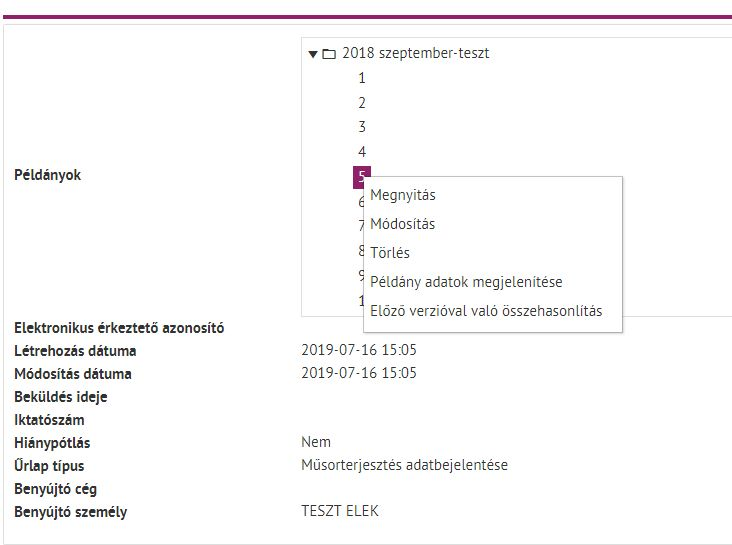 2018 szeptember-teszt
1
2
3
4
Példányok
5
Megnyitás
6
Módosítás
7
Törlés
8
Példány adatok megjelenítése
9
Előző verzióval való összehasonlítás
1
Elektronikus érkeztető azonosító
Létrehozás dátuma 2019-07-16 15:05
Módosítás dátuma 2019-07-16 15:05
Beküldés ideje
Iktatószám
Hiánypótlás Nem
Űrlap típus Műsorterjesztés adatbejelentése
Benyújtó cég
Benyújtó személy TESZT ELEK